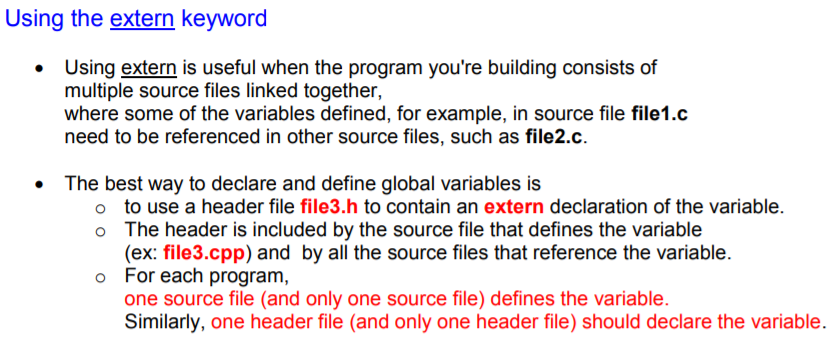 Using the extern keyword
• Using extern is useful when the program you're building consists of
multiple source files linked together,
where some of the variables defined, for example, in source file file1.c
need to be referenced in other source files, such as file2.c.
• The best way to declare and define global variables is
o to use a header file file3.h to contain an extern declaration of the variable.
o The header is included by the source file that defines the variable
(ex: file3.cpp) and by all the source files that reference the variable.
o For each program,
one source file (and only one source file) defines the variable.
Similarly, one header file (and only one header file) should declare the variable.